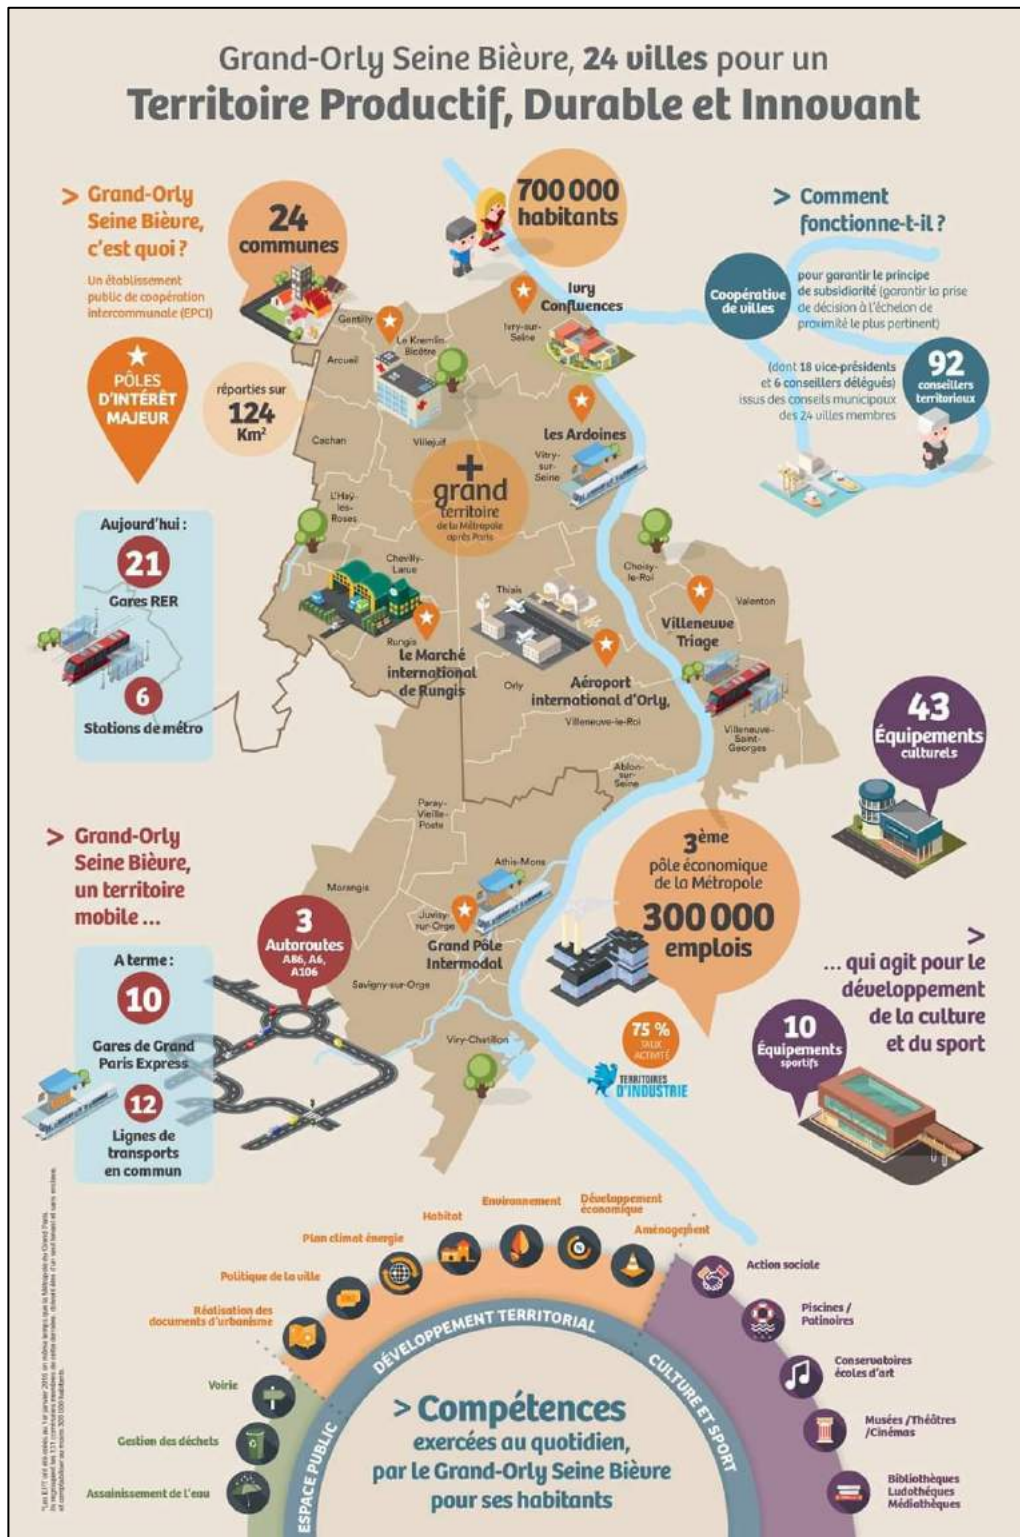 Grand-Orly Seine Bièvre, 24 villes pour un
Territoire Productif, Durable et Innovant
> Grand-Orly
Seine Bièvre,
c'est quoi ?
Un établissement
public de coopération
intercommunale (EPCI)
24
communes
700 000
habitants
> Comment
fonctionne-t-il ?
Coopérative
de villes
pour garantir le principe
de subsidiarité (garantir la prise
de décision à l'échelon de
proximité le plus pertinent)
92
conseillers
territoriaux
(dont 18 vice-présidents
et 6 conseillers délégués)
issus des conseils municipaux
des 24 villes membres
PÔLES
D'INTÉRÊT
MAJEUR
réparties sur
124
Km²
Gentilly
Le Kremlin
Bicêtre
Arcueil
Ivry-sur-
Seine
Ivry
Confluences
Cachan
Villejuif
les Ardoines
Vitry-
sur-
Seine
+
grand
territoire
de la Métropole
après Paris
L'Haÿ-
les-
Roses
Chevilly-
Larue
Thiais
Choisy-
le-Roi
Valenton
Villeneuve
Triage
Rungis
le Marché
international
de Rungis
Orly
Aéroport
international d'Orly,
Villeneuve-le-Roi
Villeneuve-
Saint-
Georges
Ablon-
sur-
Seine
Aujourd'hui :
21
Gares RER
6
Stations de métro
43
Équipements
culturels
> Grand-Orly
Seine Bièvre,
un territoire
mobile ...
Paray-
Vieille-
Poste
Athis-Mons
Morangis
Juvisy-
sur-Orge
Grand Pôle
Intermodal
Savigny-sur-Orge
Viry-Chatillon
3
Autoroutes
A86, A6,
A106
3ème
pôle économique
de la Métropole
300 000
emplois
75 %
TAUX
ACTIVITÉ
TERRITOIRES
D'INDUSTRIE
>
... qui agit pour le
développement
de la culture
et du sport
10
Équipements
sportifs
A terme :
10
Gares de Grand
Paris Express
12
Lignes de
transports
en commun
Voirie
Gestion des déchets
Assainissement de l'eau
ESPACE PUBLIC
Réalisation des
documents d'urbanisme
Politique de la ville
Plan climat énergie
Habitat
Environnement
Développement
économique
Aménagement
DÉVELOPPEMENT TERRITORIAL
Action sociale
Piscines /
Patinoires
Conservatoires
écoles d'art
Musées /Théâtres
/Cinémas
Bibliothèques
Ludothéques
Médiathèques
CULTURE ET SPORT
> Compétences
exercées au quotidien,
par le Grand-Orly Seine Bièvre
pour ses habitants